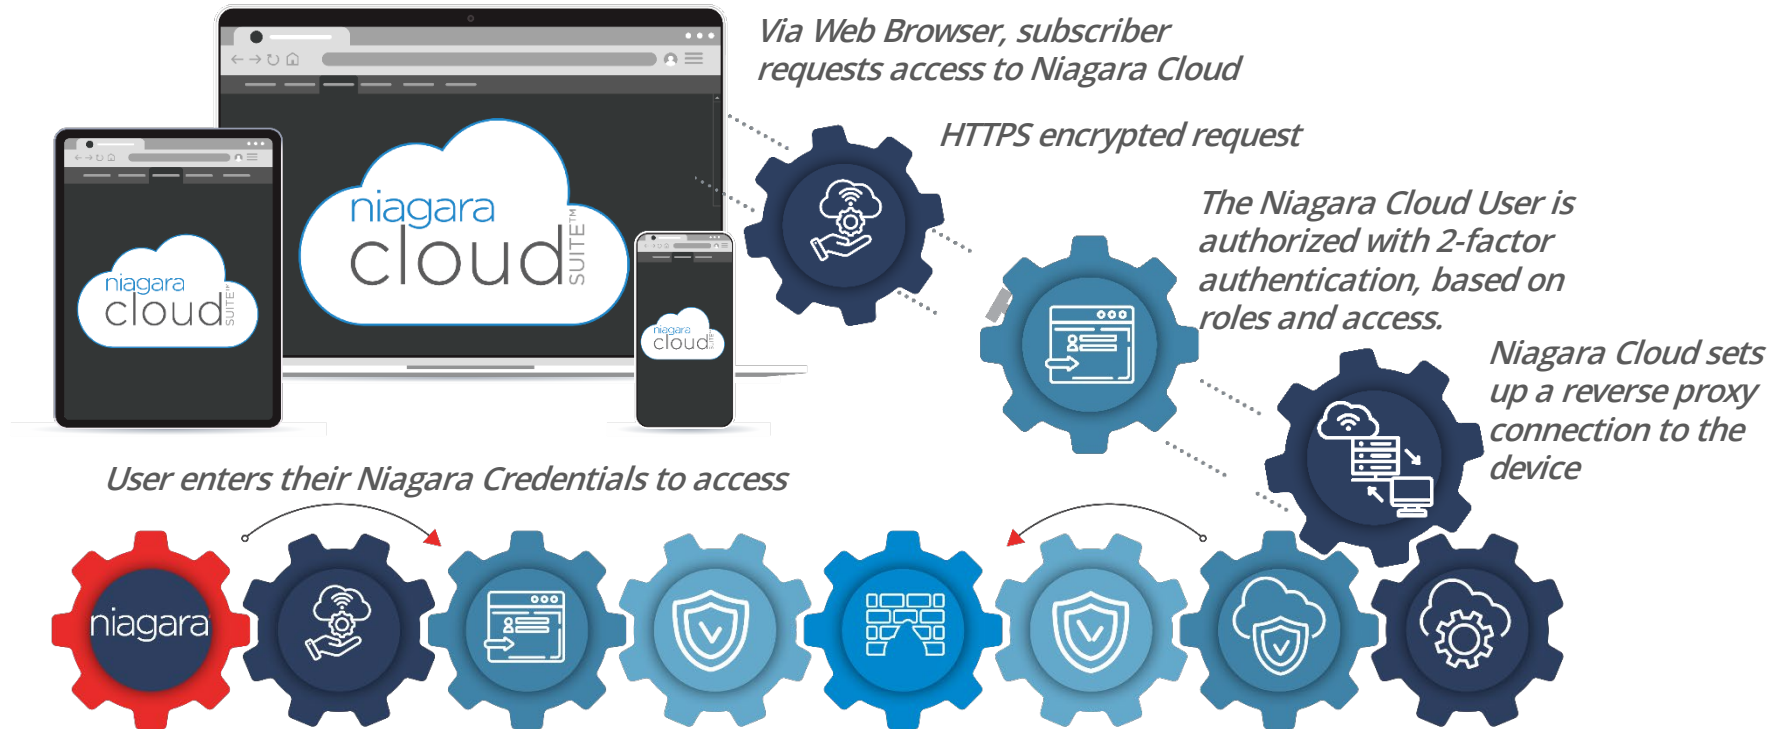 Via Web Browser, subscriber
requests access to Niagara Cloud
HTTPS encrypted request
The Niagara Cloud User is
authorized with 2-factor
authentication, based on
roles and access.
Niagara Cloud sets
up a reverse proxy
connection to the
device
niagara
cloud
SUITE™
niagara
cloud
SUITE™
niagara
cloud
SUITE™
User enters their Niagara Credentials to access
niagara